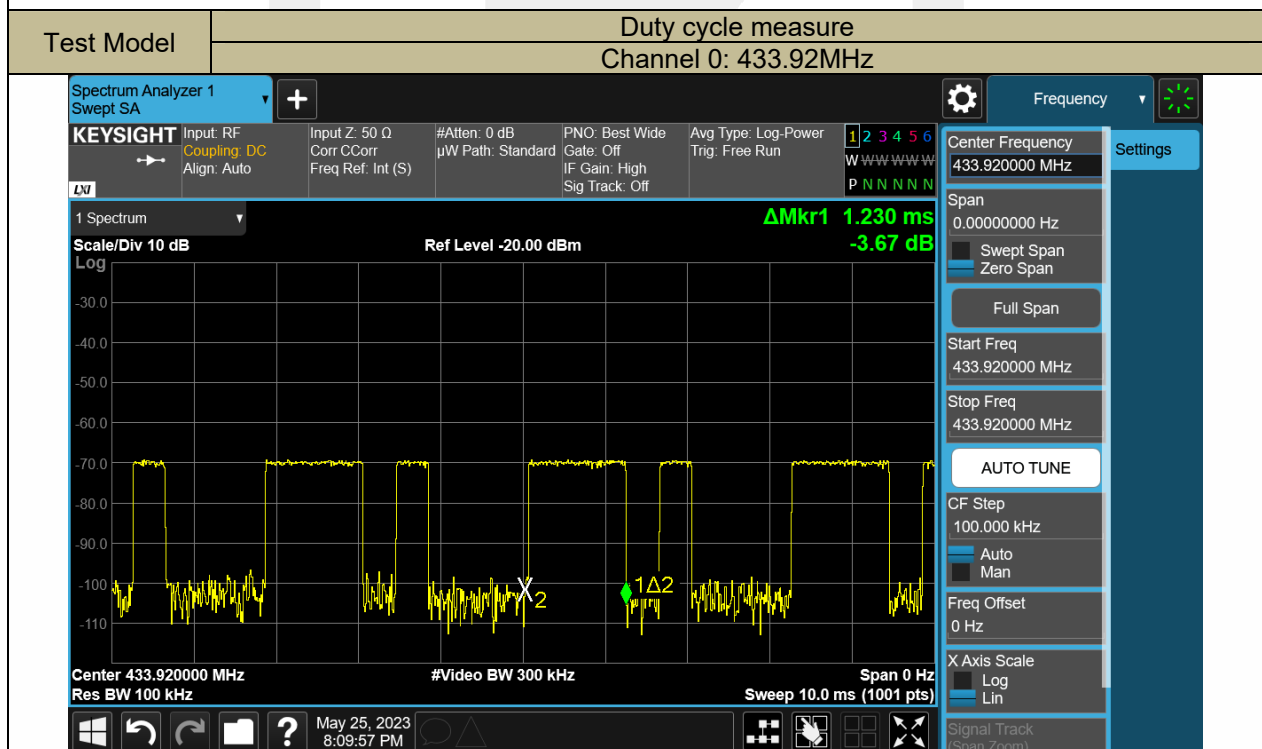 Test Model
Duty cycle measure
Channel 0: 433.92MHz
Spectrum Analyzer 1
Swept SA
Frequency
KEYSIGHT
LXI
Input: RF
Coupling: DC
Align: Auto
Input Z: 50 Ω
Corr CCorr
Freq Ref: Int (S)
#Atten: 0 dB
µW Path: Standard
PNO: Best Wide
Gate: Off
IF Gain: High
Sig Track: Off
Avg Type: Log-Power
Trig: Free Run
1 2 3 4 5 6
W W W W W W
P N N N N N
1 Spectrum
ΔMkr1 1.230 ms
-3.67 dB
Scale/Div 10 dB
Ref Level -20.00 dBm
Log
-30.0
-40.0
-50.0
-60.0
-70.0
-80.0
-90.0
-100
-110
X2
1Δ2
Center 433.920000 MHz
#Video BW 300 kHz
Span 0 Hz
Res BW 100 kHz
Sweep 10.0 ms (1001 pts)
?
May 25, 2023
8:09:57 PM
Center Frequency
433.920000 MHz
Settings
Span
0.00000000 Hz
Swept Span
Zero Span
Full Span
Start Freq
433.920000 MHz
Stop Freq
433.920000 MHz
AUTO TUNE
CF Step
100.000 kHz
Auto
Man
Freq Offset
0 Hz
X Axis Scale
Log
Lin
Signal Track
(Span Zoom)